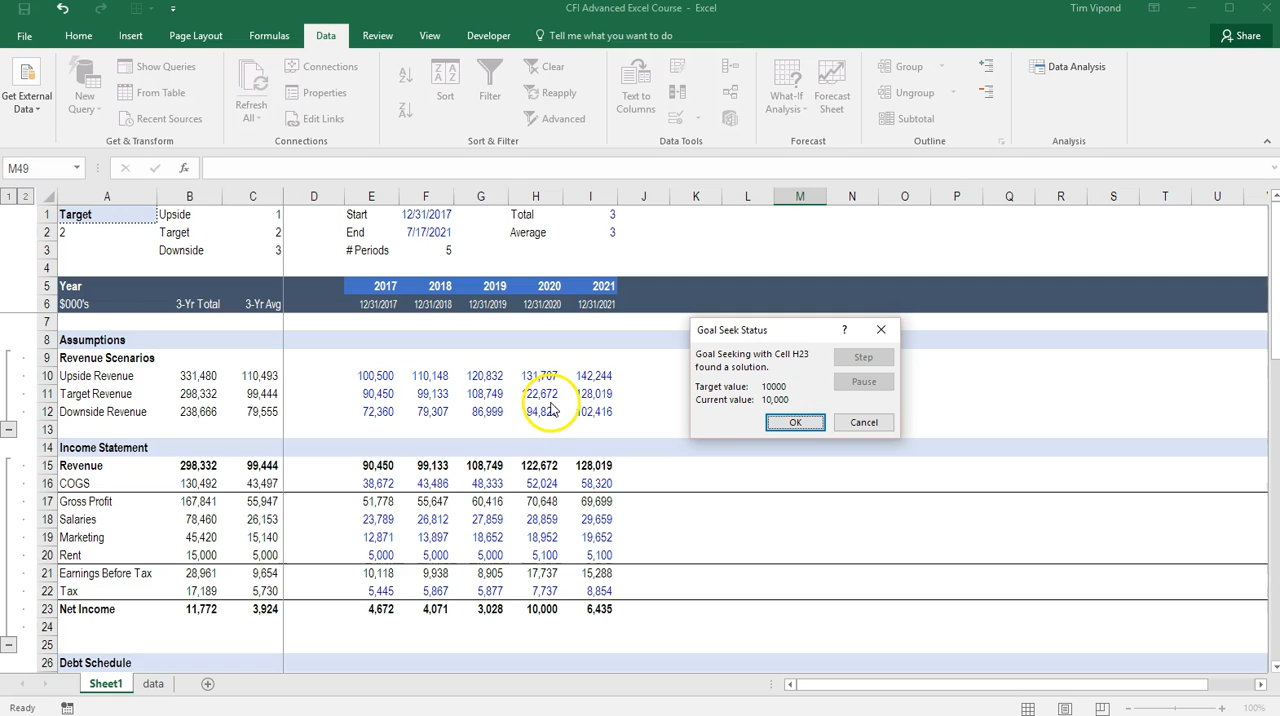 CFI Advanced Excel Course - Excel
Tim Vipond
File Home Insert Page Layout Formulas Data Review View Developer Tell me what you want to do Share
Get External Data
New Query
Show Queries
From Table
Recent Sources
Get & Transform
Refresh All
Connections
Properties
Edit Links
Connections
Sort
Filter
Clear
Reapply
Advanced
Sort & Filter
Text to Columns
Data Tools
What-If Analysis
Forecast Sheet
Forecast
Group
Ungroup
Subtotal
Outline
Data Analysis
Analysis
M49 fx
1 2 A B C D E F G H I J K L M N O P Q R S T U
1 Target Upside 1 Start 12/31/2017 Total 3
2 2 Target 2 End 7/17/2021 Average 3
3 Downside 3 # Periods 5
4
5 Year 2017 2018 2019 2020 2021
6 $000's 3-Yr Total 3-Yr Avg 12/31/2017 12/31/2018 12/31/2019 12/31/2020 12/31/2021
7
8 Assumptions
9 Revenue Scenarios
10 Upside Revenue 331,480 110,493 100,500 110,148 120,832 142,244
11 Target Revenue 298,332 99,444 90,450 99,133 108,749 122,672 128,019
12 Downside Revenue 238,666 79,555 72,360 79,307 86,999 102,416
13
14 Income Statement
15 Revenue 298,332 99,444 90,450 99,133 108,749 122,672 128,019
16 COGS 130,492 43,497 38,672 43,486 48,333 52,024 58,320
17 Gross Profit 167,841 55,947 51,778 55,647 60,416 70,648 69,699
18 Salaries 78,460 26,153 23,789 26,812 27,859 28,859 29,659
19 Marketing 45,420 15,140 12,871 13,897 18,652 18,952 19,652
20 Rent 15,000 5,000 5,000 5,000 5,000 5,100 5,100
21 Earnings Before Tax 28,961 9,654 10,118 9,938 8,905 17,737 15,288
22 Tax 17,189 5,730 5,445 5,867 5,877 7,737 8,854
23 Net Income 11,772 3,924 4,672 4,071 3,028 10,000 6,435
24
25
26 Debt Schedule
Goal Seek Status ?
Goal Seeking with Cell H23
found a solution.
Target value: 10000
Current value: 10,000
Step
Pause
OK Cancel
Sheet1 data
Ready 100%